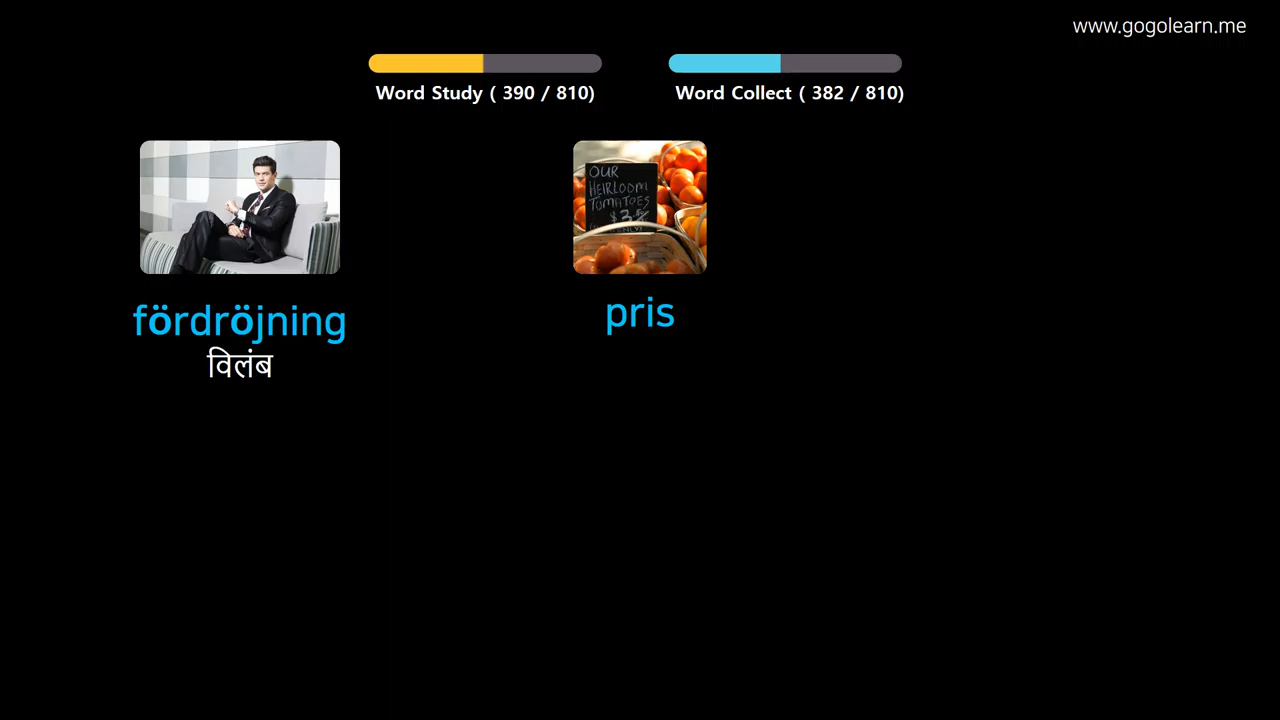 www.gogolearn.me
Word Study ( 390 / 810)
Word Collect ( 382 / 810)
OUR
HEIRLOOM
TOMATOES
fördröjning
pris
विलंब